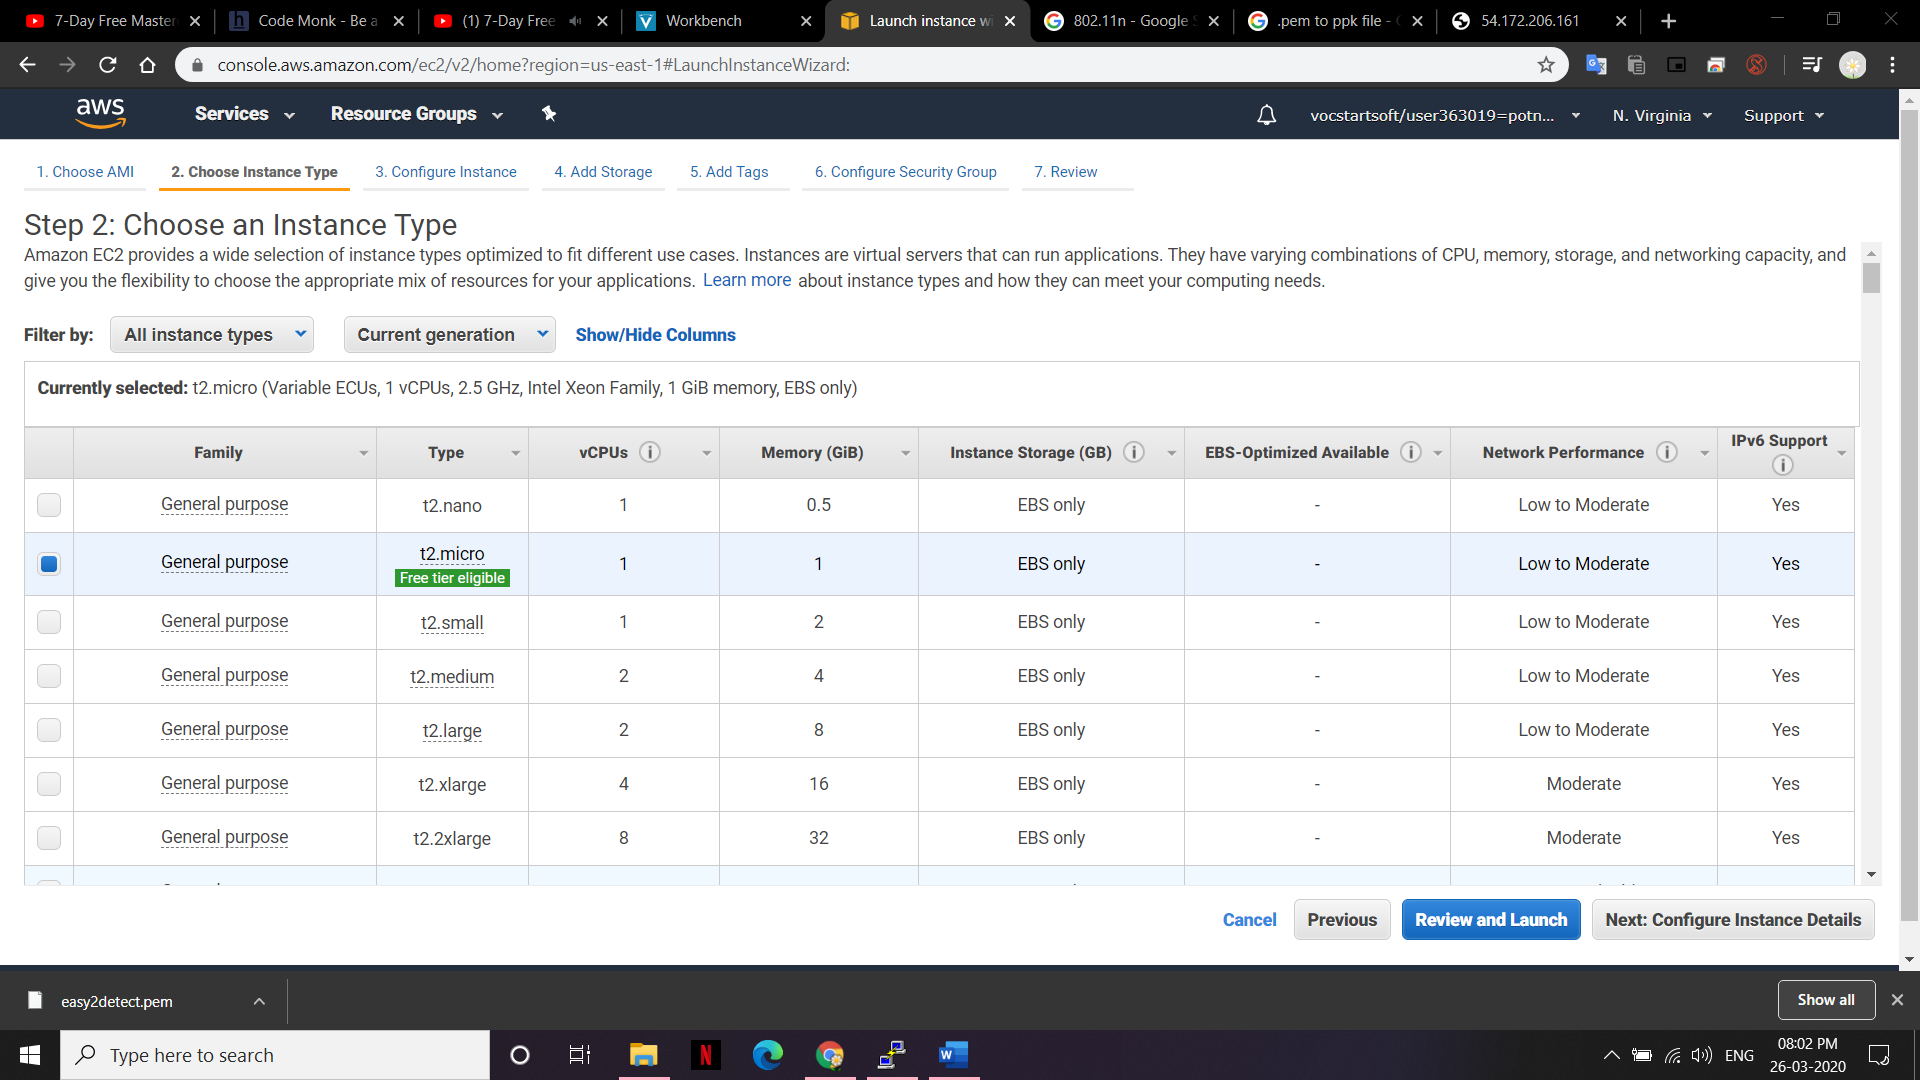 7-Day Free Master
Code Monk - Be a
(1) 7-Day Free
Workbench
Launch instance wi
802.11n - Google S
.pem to ppk file - G
54.172.206.161
console.aws.amazon.com/ec2/v2/home?region=us-east-1#LaunchInstanceWizard:
aws
Services
Resource Groups
vocstartsoft/user363019=potn...
N. Virginia
Support
1. Choose AMI
2. Choose Instance Type
3. Configure Instance
4. Add Storage
5. Add Tags
6. Configure Security Group
7. Review
Step 2: Choose an Instance Type
Amazon EC2 provides a wide selection of instance types optimized to fit different use cases. Instances are virtual servers that can run applications. They have varying combinations of CPU, memory, storage, and networking capacity, and
give you the flexibility to choose the appropriate mix of resources for your applications. Learn more about instance types and how they can meet your computing needs.
Filter by: All instance types Current generation Show/Hide Columns
Currently selected: t2.micro (Variable ECUs, 1 vCPUs, 2.5 GHz, Intel Xeon Family, 1 GiB memory, EBS only)
Family Type vCPUs i Memory (GiB) Instance Storage (GB) i EBS-Optimized Available i Network Performance i IPv6 Support i
General purpose t2.nano 1 0.5 EBS only - Low to Moderate Yes
General purpose t2.micro 1 1 EBS only - Low to Moderate Yes
Free tier eligible
General purpose t2.small 1 2 EBS only - Low to Moderate Yes
General purpose t2.medium 2 4 EBS only - Low to Moderate Yes
General purpose t2.large 2 8 EBS only - Low to Moderate Yes
General purpose t2.xlarge 4 16 EBS only - Moderate Yes
General purpose t2.2xlarge 8 32 EBS only - Moderate Yes
Cancel Previous Review and Launch Next: Configure Instance Details
easy2detect.pem
Show all
Type here to search
ENG
08:02 PM
26-03-2020